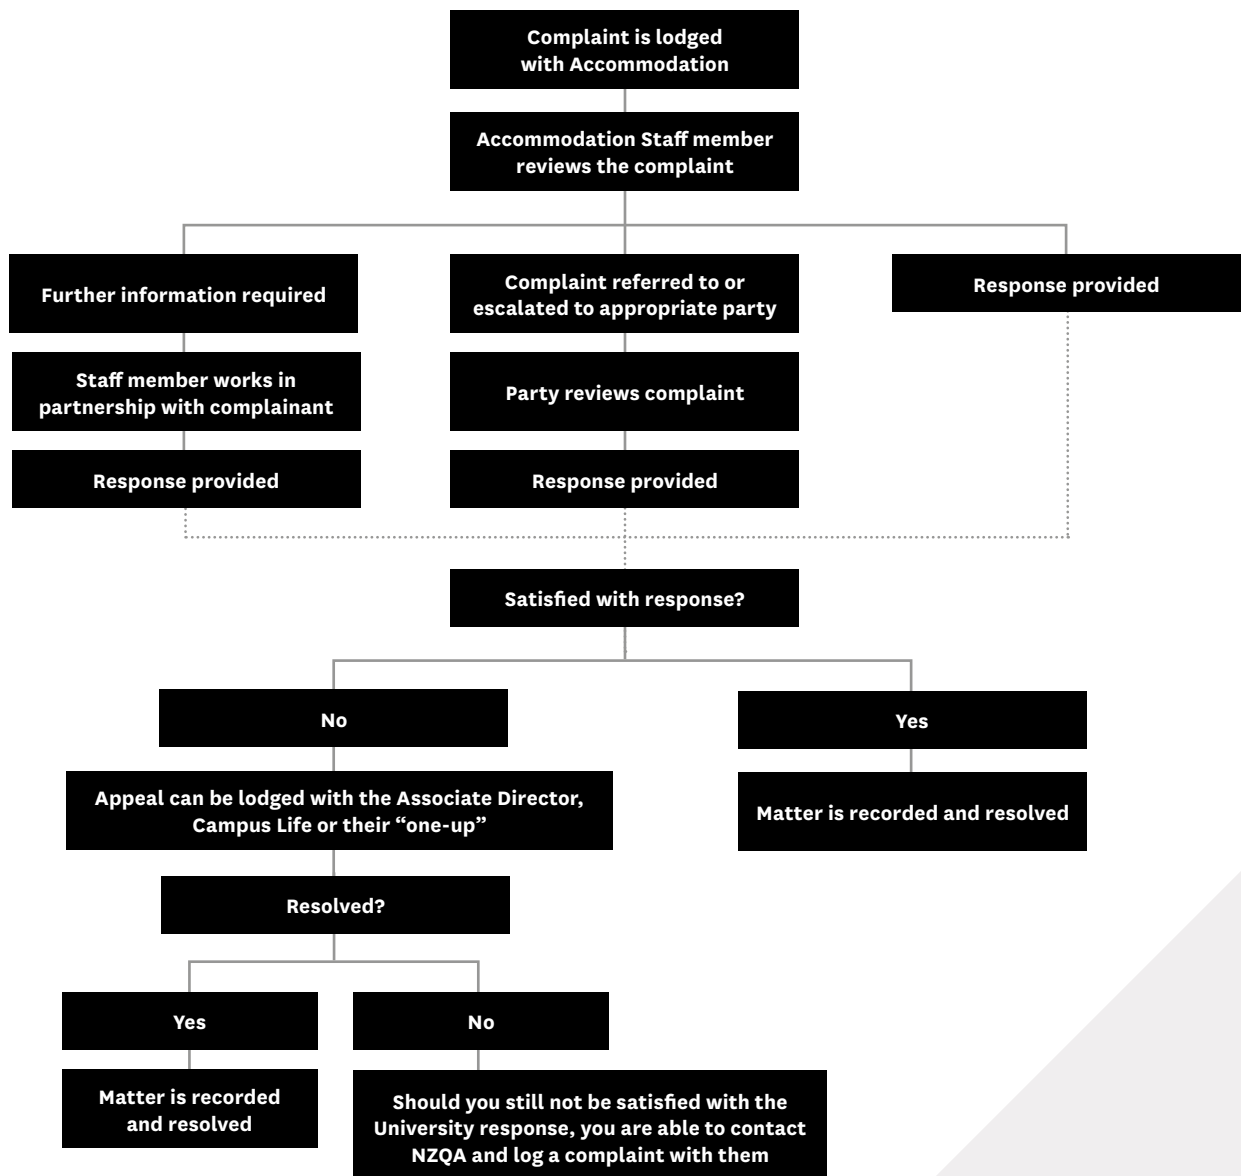 Complaint is lodged
with Accommodation
Accommodation Staff member
reviews the complaint
Further information required
Complaint referred to or
escalated to appropriate party
Response provided
Staff member works in
partnership with complainant
Party reviews complaint
Response provided
Response provided
Satisfied with response?
No
Yes
Appeal can be lodged with the Associate Director,
Campus Life or their “one-up”
Matter is recorded and resolved
Resolved?
Yes
No
Matter is recorded
and resolved
Should you still not be satisfied with the
University response, you are able to contact
NZQA and log a complaint with them